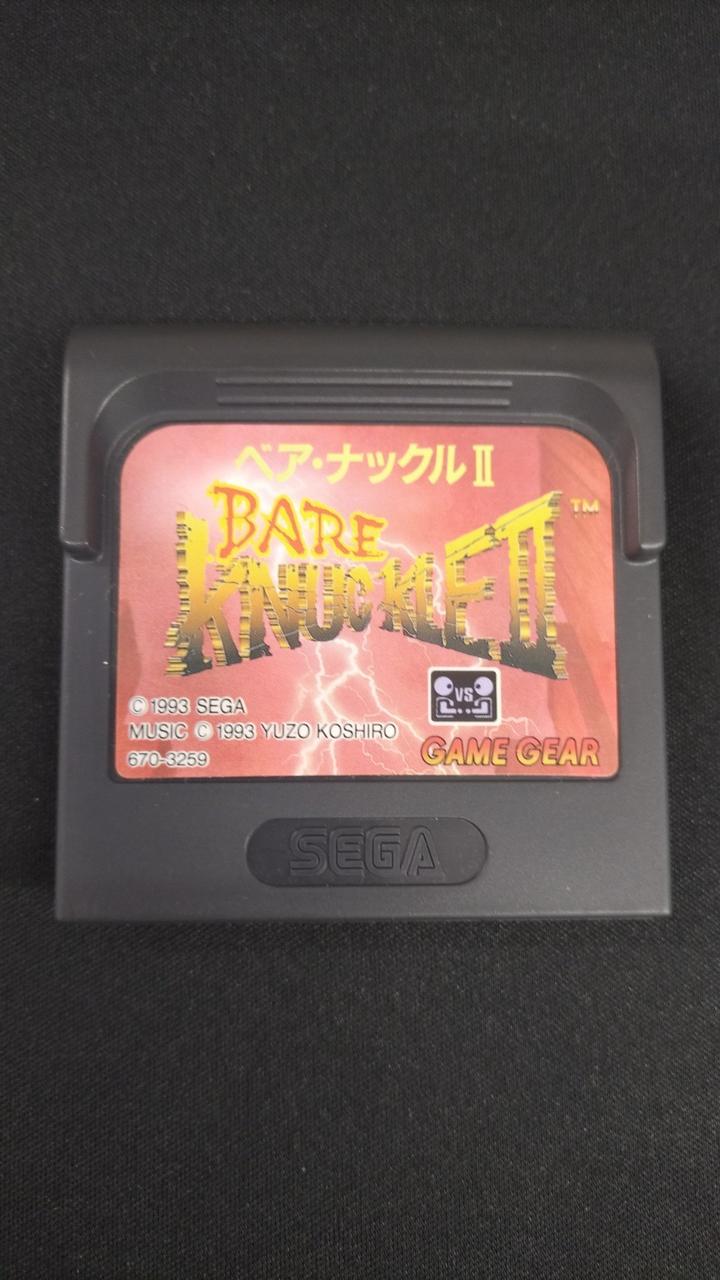 ベア・ナックルⅡ
BARE
KNUCKLE II
™
VS
© 1993 SEGA
MUSIC © 1993 YUZO KOSHIRO
670-3259
GAME GEAR
SEGA